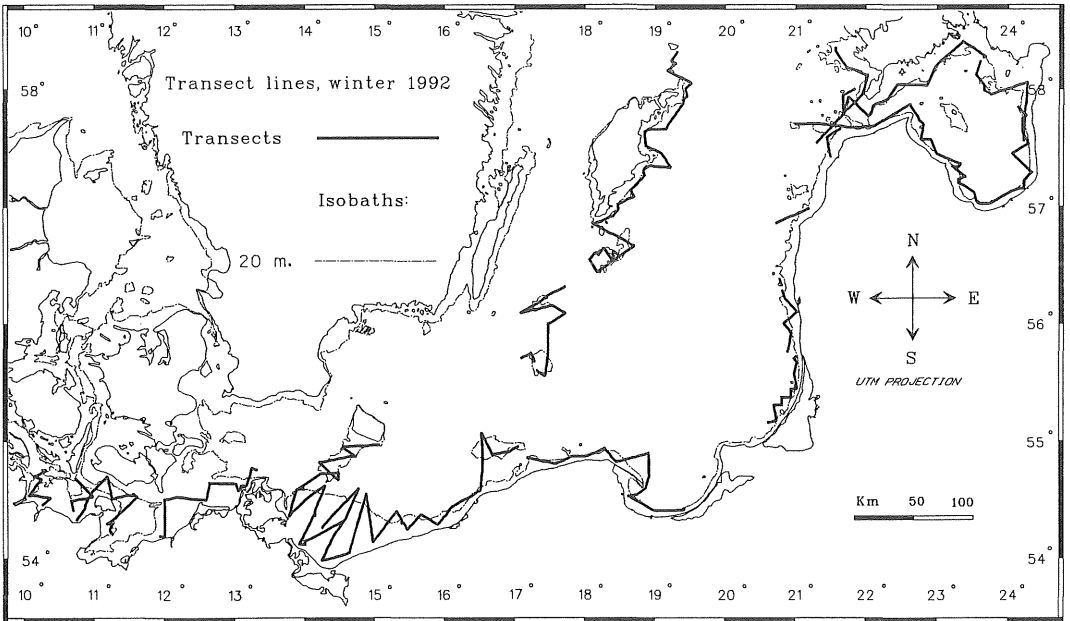 10° 11° 12° 13° 14° 15° 16° 17° 18° 19° 20° 21° 22° 24°
Transect lines, winter 1992
58° 58°
Transects
Isobaths:
57°
20 m.
N
W E
S
56°
UTM PROJECTION
55°
Km 50 100
54° 54°
10° 11° 12° 13° 14° 15° 16° 17° 18° 19° 20° 21° 22° 23° 24°